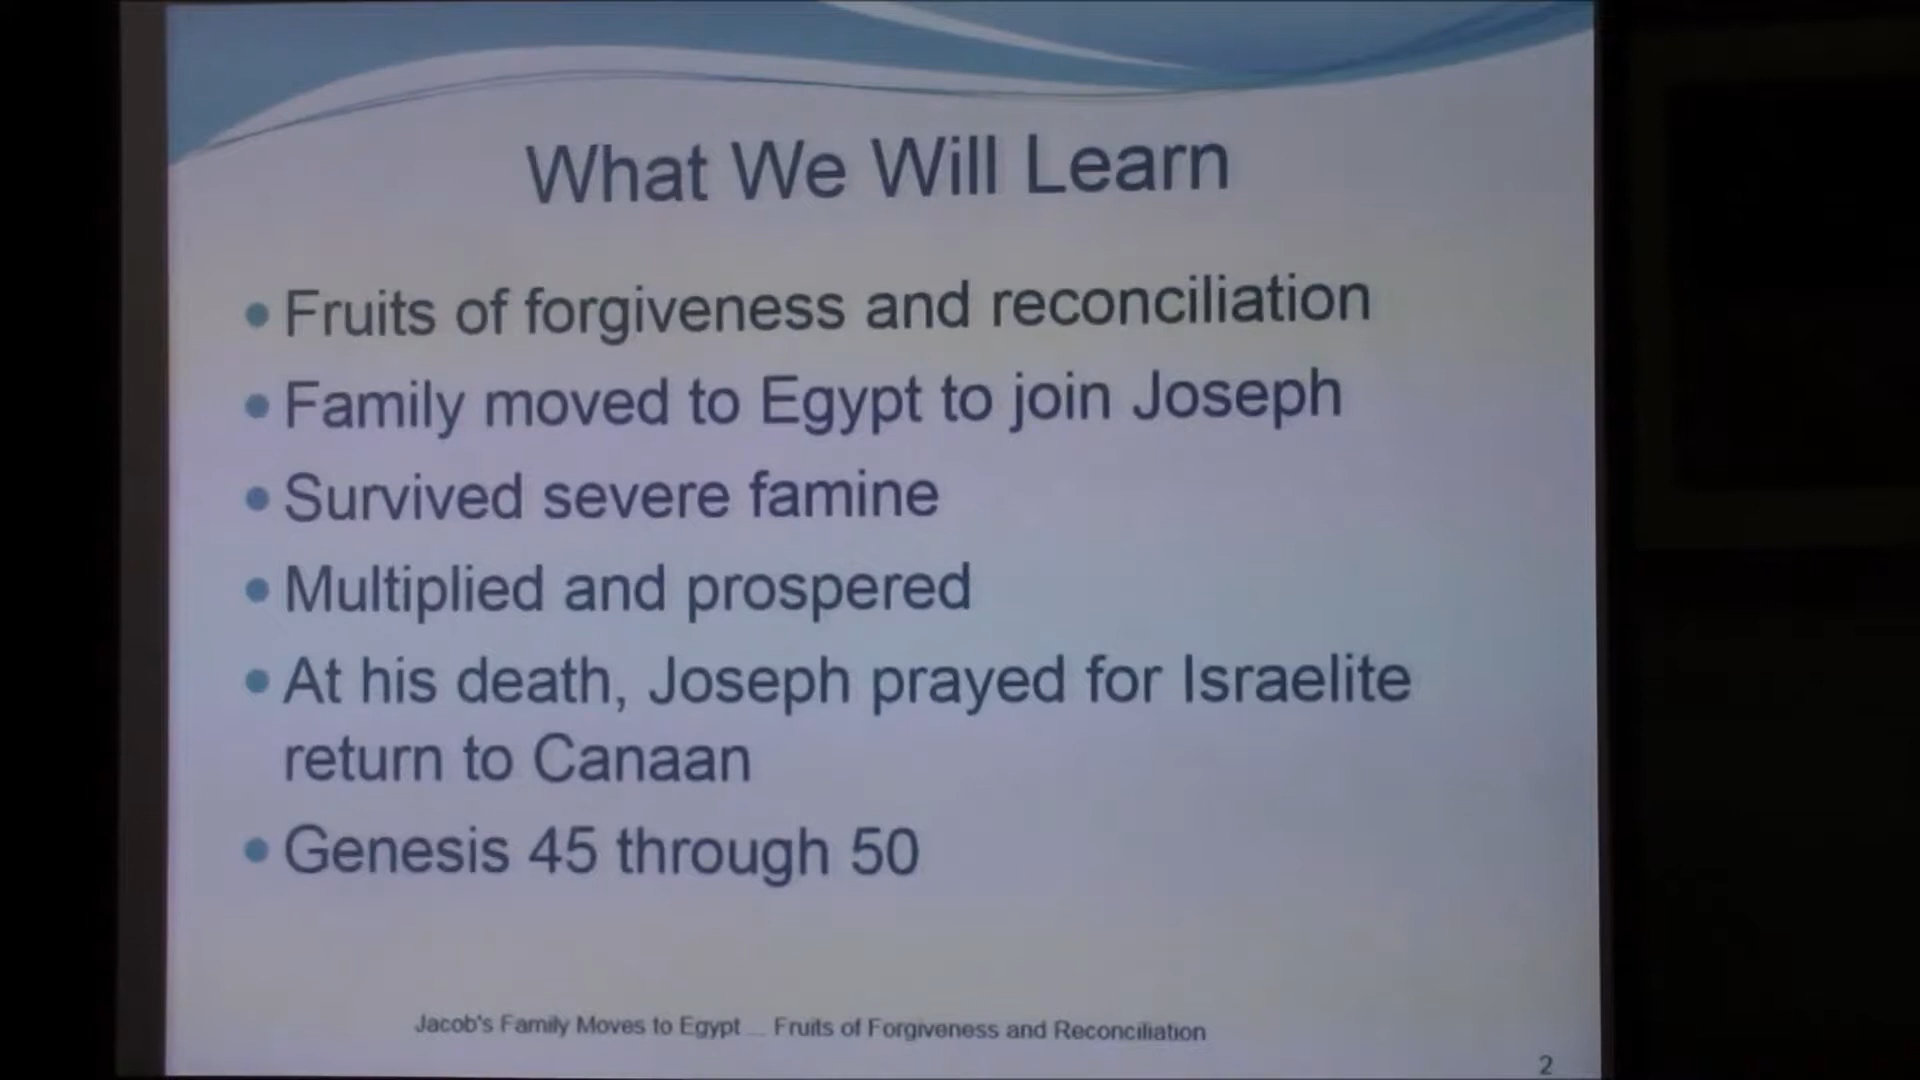 What We Will Learn
• Fruits of forgiveness and reconciliation
• Family moved to Egypt to join Joseph
• Survived severe famine
• Multiplied and prospered
• At his death, Joseph prayed for Israelite
return to Canaan
• Genesis 45 through 50
Jacob's Family Moves to Egypt ... Fruits of Forgiveness and Reconciliation
2